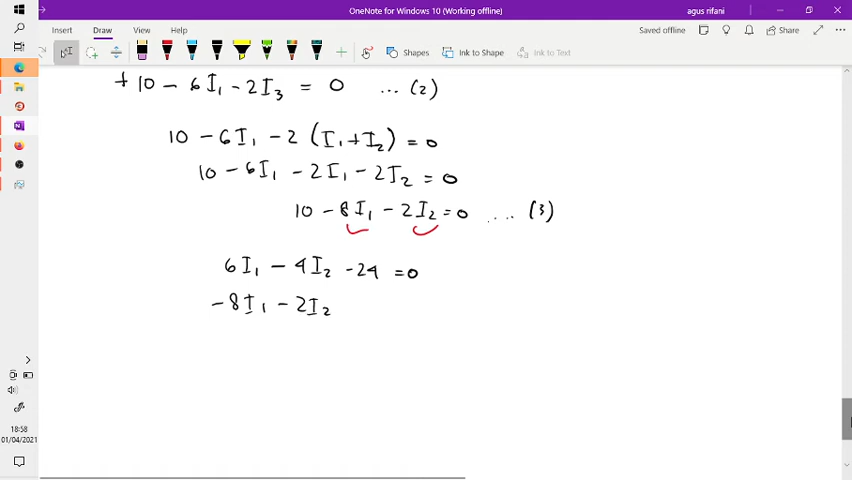 OneNote for Windows 10 (Working offline)
agus rifani
Insert Draw History Review View Help
Saved offline Share
Shapes Ink to Shape Ink to Text
+ 10 - 6I₁ - 2I₃ = 0 ... (2)
10 - 6I₁ - 2 (I₁ + I₂) = 0
10 - 6I₁ - 2I₁ - 2I₂ = 0
10 - 8I₁ - 2I₂ = 0 .... (3)
6I₁ - 4I₂ - 24 = 0
-8I₁ - 2I₂
18:58
01/04/2021